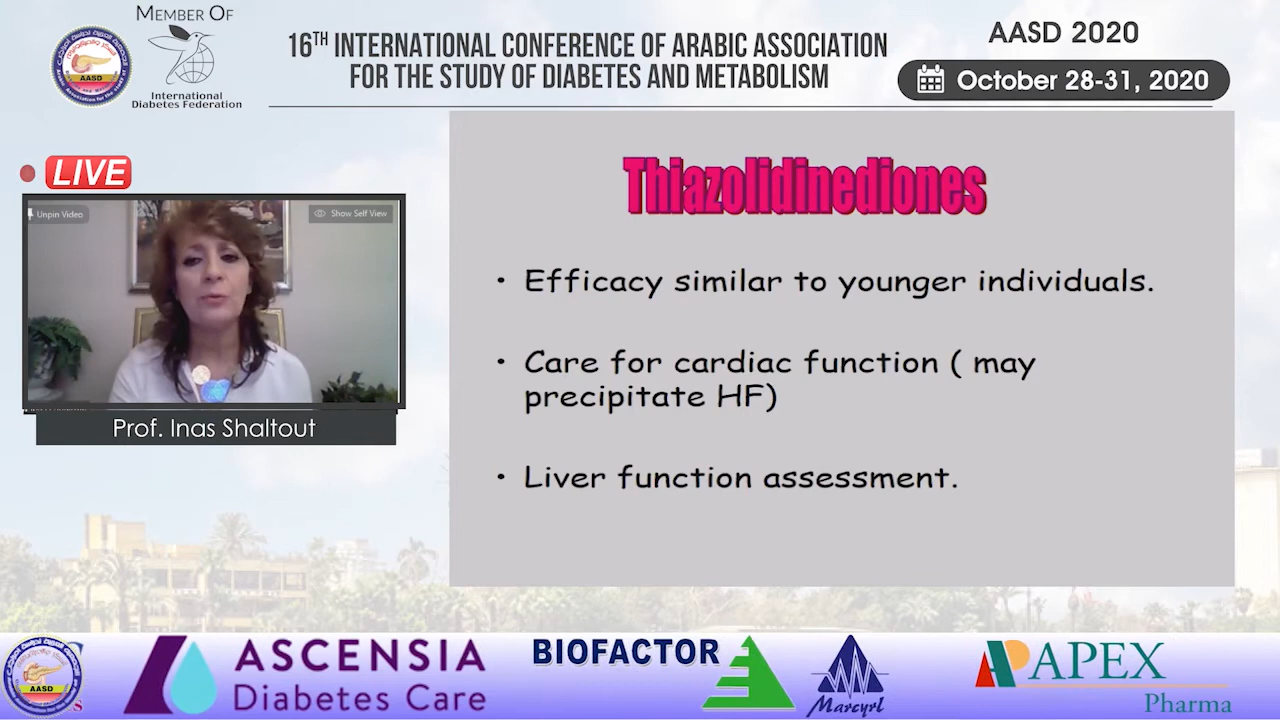 MEMBER OF
International
Diabetes Federation
AASD
16TH INTERNATIONAL CONFERENCE OF ARABIC ASSOCIATION
FOR THE STUDY OF DIABETES AND METABOLISM
AASD 2020
October 28-31, 2020
LIVE
Unpin Video
Show Self View
Prof. Inas Shaltout
Thiazolidinediones
• Efficacy similar to younger individuals.
• Care for cardiac function ( may
precipitate HF)
• Liver function assessment.
AASD
ASCENSIA
Diabetes Care
BIOFACTOR
Marcyrl
APEX
Pharma